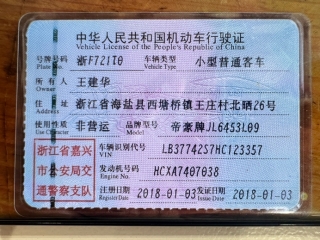 中华人民共和国机动车行驶证
Vehicle License of the People's Republic of China
号牌号码 浙F721T0 车辆类型 小型普通客车
Plate No. Vehicle Type
所有人 王建华
Owner
住址 浙江省海盐县西塘桥镇王庄村北晒26号
Address
使用性质 非营运 品牌型号 帝豪牌JL6453L09
Use Character Model
浙江省嘉兴 车辆识别代号 LB37742S7HC123357
VIN
市公安局交 发动机号码 HCXA7407038
Engine No.
通警察支队 注册日期 2018-01-03 发证日期 2018-01-03
Register Date Issue Date